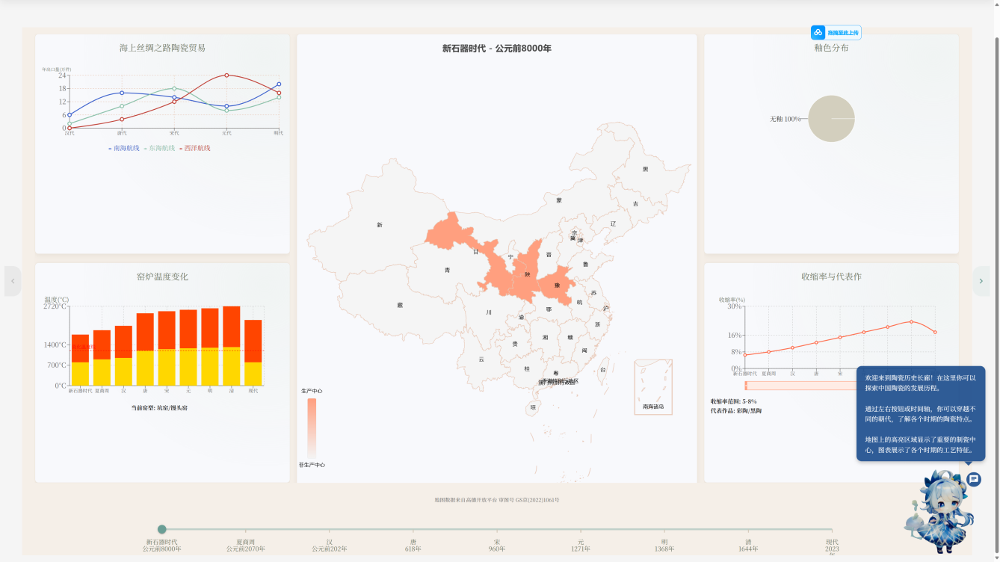 海上丝绸之路陶瓷贸易
年出口量(万件)
24
18
12
6
0
汉代 唐代 宋代 元代 明代
南海航线 东海航线 西洋航线
窑炉温度变化
温度(°C)
2720°C
1400°C
700°C
0°C
新石器时代 夏商周 汉 唐 宋 元 明 清 现代
当前窑型: 坑窑/馒头窑
新石器时代 - 公元前8000年
黑
吉
蒙
辽
新
京
冀 津
甘
宁
晋
青
鲁
陕
豫
苏
藏
皖
沪
川
鄂
渝
浙
湘
赣
贵
闽
云
桂
粤
台
香港特别行政区
琼
南海诸岛
生产中心
非生产中心
拖拽至此上传
釉色分布
无釉 100%
收缩率与代表作
收缩率(%)
30%
16%
8%
0%
新石器时代 夏商周 汉 唐 宋
收缩率范围: 5-8%
代表作品: 彩陶/黑陶
欢迎来到陶瓷历史长廊！在这里你可以
探索中国陶瓷的发展历程。
通过左右按钮或时间轴，你可以穿越不
同的朝代，了解各个时期的陶瓷特点。
地图上的高亮区域显示了重要的制瓷中
心，图表展示了各个时期的工艺特征。
地图数据来自高德开放平台 审图号 GS京(2022)1061号
新石器时代 夏商周 汉 唐 宋 元 明 清 现代
公元前8000年 公元前2070年 公元前202年 618年 960年 1271年 1368年 1644年 2023
年